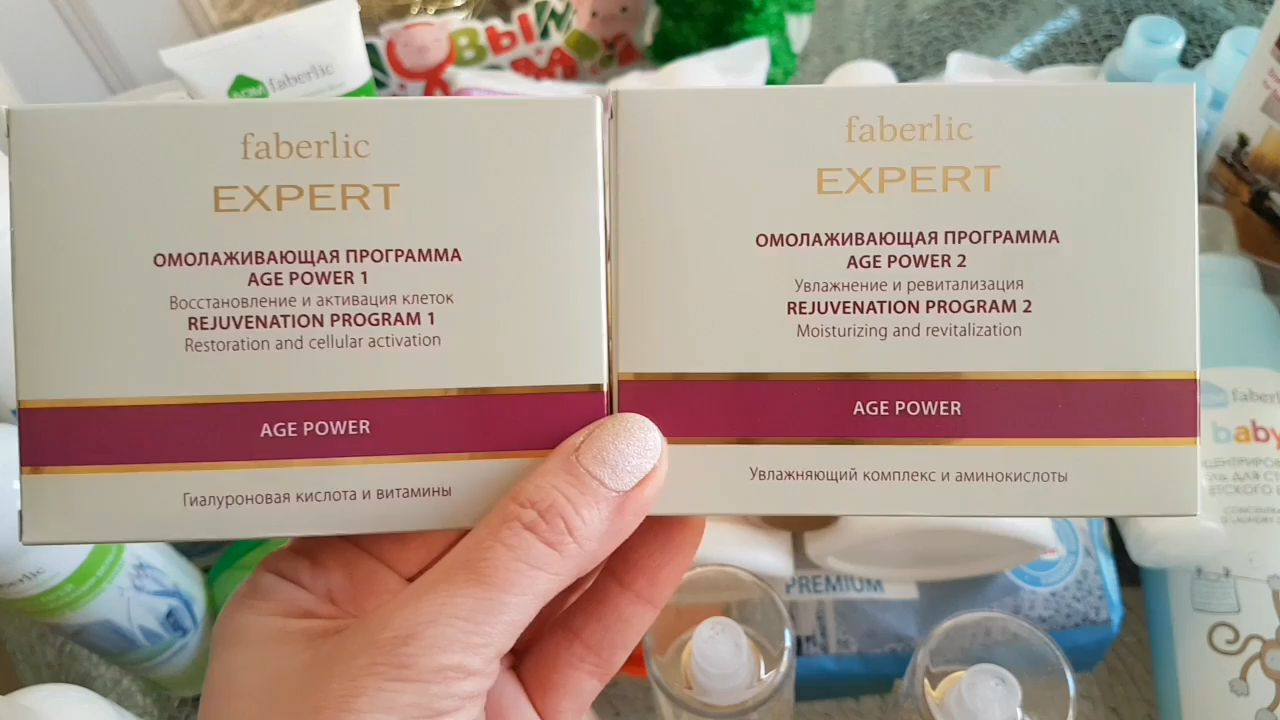 faberlic
EXPERT
ОМОЛАЖИВАЮЩАЯ ПРОГРАММА
AGE POWER 1
Восстановление и активация клеток
REJUVENATION PROGRAM 1
Restoration and cellular activation
AGE POWER
Гиалуроновая кислота и витамины
faberlic
EXPERT
ОМОЛАЖИВАЮЩАЯ ПРОГРАММА
AGE POWER 2
Увлажнение и ревитализация
REJUVENATION PROGRAM 2
Moisturizing and revitalization
AGE POWER
Увлажняющий комплекс и аминокислоты
ДОМ faberlic
PREMIUM
baby